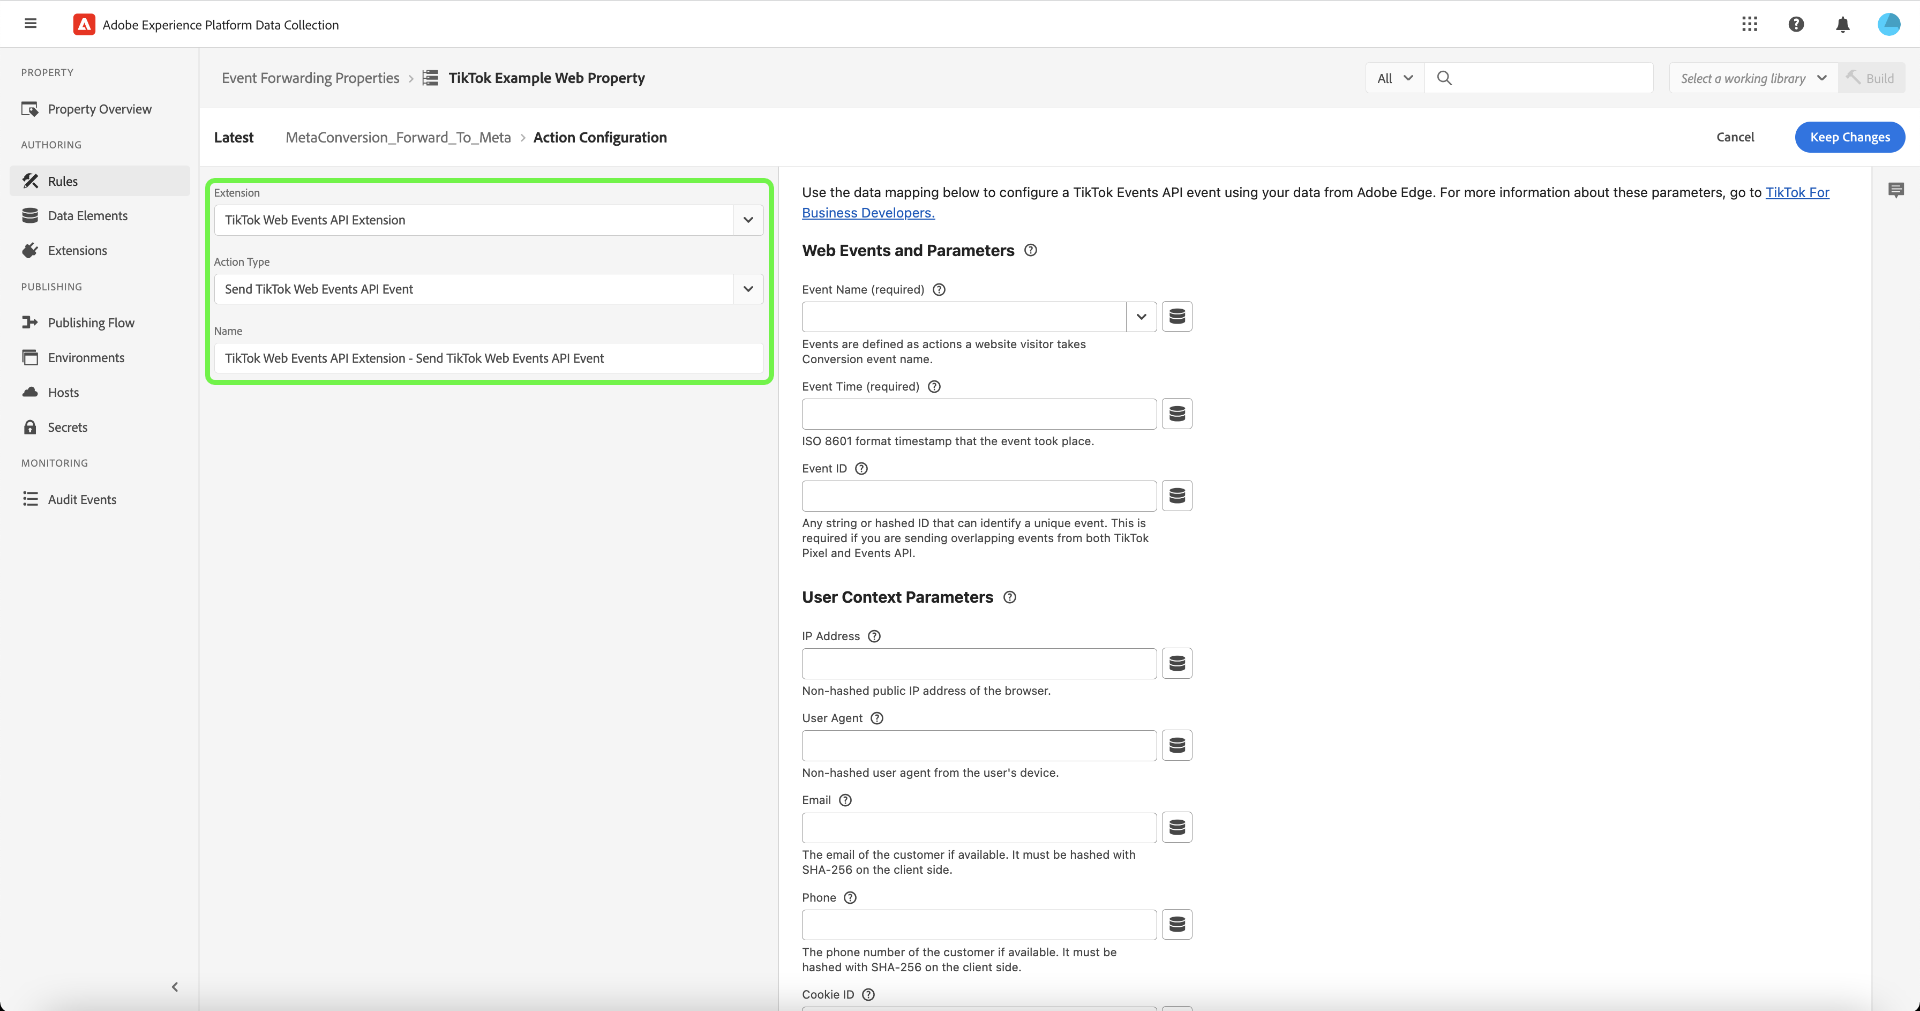 Adobe Experience Platform Data Collection
PROPERTY
Property Overview
AUTHORING
Rules
Data Elements
Extensions
PUBLISHING
Publishing Flow
Environments
Hosts
Secrets
MONITORING
Audit Events
Event Forwarding Properties > TikTok Example Web Property
All
Select a working library
Build
Latest
MetaConversion_Forward_To_Meta > Action Configuration
Cancel
Keep Changes
Extension
TikTok Web Events API Extension
Action Type
Send TikTok Web Events API Event
Name
TikTok Web Events API Extension - Send TikTok Web Events API Event
Use the data mapping below to configure a TikTok Events API event using your data from Adobe Edge. For more information about these parameters, go to TikTok For
Business Developers.
Web Events and Parameters
Event Name (required)
Events are defined as actions a website visitor takes
Conversion event name.
Event Time (required)
ISO 8601 format timestamp that the event took place.
Event ID
Any string or hashed ID that can identify a unique event. This is
required if you are sending overlapping events from both TikTok
Pixel and Events API.
User Context Parameters
IP Address
Non-hashed public IP address of the browser.
User Agent
Non-hashed user agent from the user's device.
Email
The email of the customer if available. It must be hashed with
SHA-256 on the client side.
Phone
The phone number of the customer if available. It must be
hashed with SHA-256 on the client side.
Cookie ID